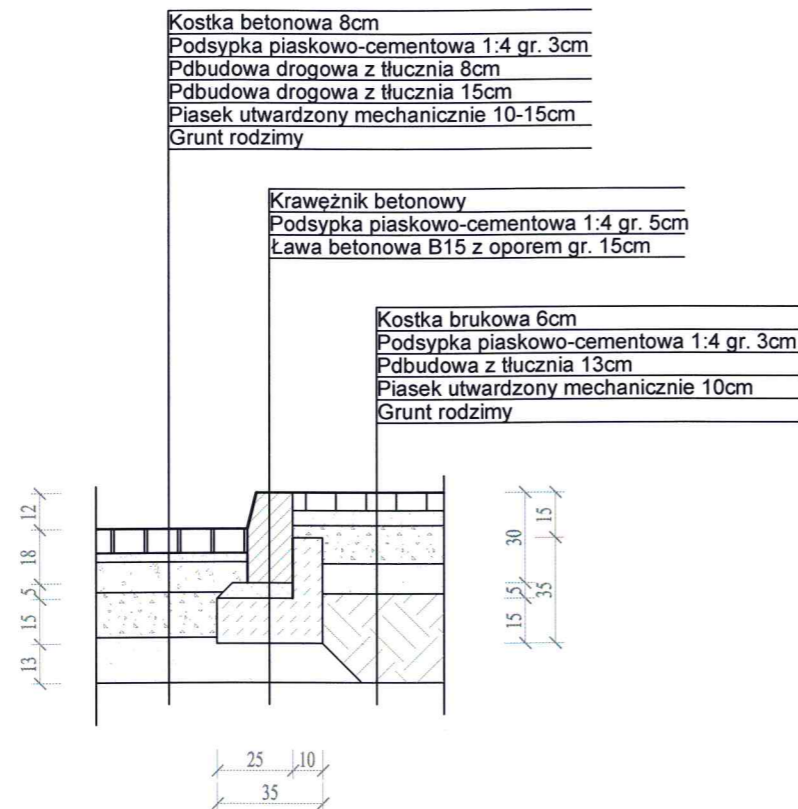 Kostka betonowa 8cm
Podsypka piaskowo-cementowa 1:4 gr. 3cm
Pdbudowa drogowa z tłucznia 8cm
Pdbudowa drogowa z tłucznia 15cm
Piasek utwardzony mechanicznie 10-15cm
Grunt rodzimy
Krawężnik betonowy
Podsypka piaskowo-cementowa 1:4 gr. 5cm
Ława betonowa B15 z oporem gr. 15cm
Kostka brukowa 6cm
Podsypka piaskowo-cementowa 1:4 gr. 3cm
Pdbudowa z tłucznia 13cm
Piasek utwardzony mechanicznie 10cm
Grunt rodzimy
12
18
5
15
13
30
5
15
15
35
25
10
35